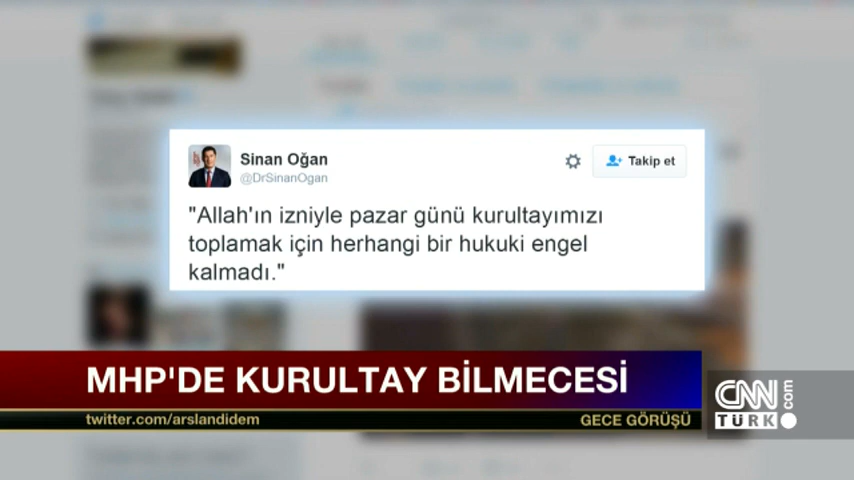 Sinan Oğan
@DrSinanOgan
Takip et
"Allah'ın izniyle pazar günü kurultayımızı
toplamak için herhangi bir hukuki engel
kalmadı."
MHP'DE KURULTAY BİLMECESİ
twitter.com/arslandidem
GECE GÖRÜŞÜ
CNN
TÜRK
.com